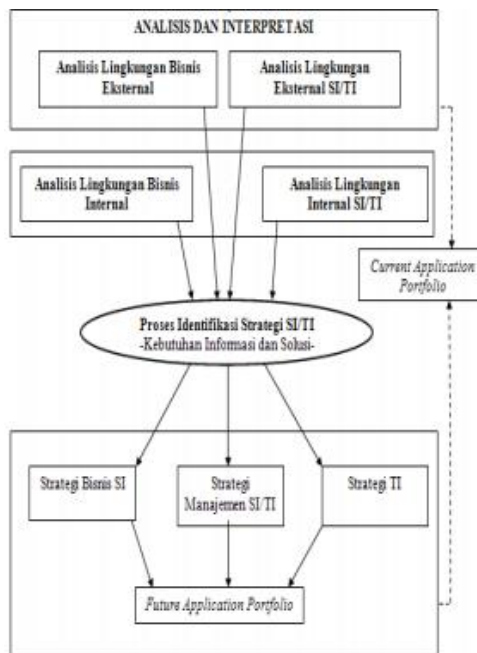 ANALISIS DAN INTERPRETASI
Analisis Lingkungan Bisnis
Eksternal
Analisis Lingkungan
Eksternal SI/TI
Analisis Lingkungan Bisnis
Internal
Analisis Lingkungan
Internal SI/TI
Current Application
Portfolio
Proses Identifikasi Strategi SI/TI
-Kebutuhan Informasi dan Solusi-
Strategi Bisnis SI
Strategi
Manajemen SI/TI
Strategi TI
Future Application Portfolio